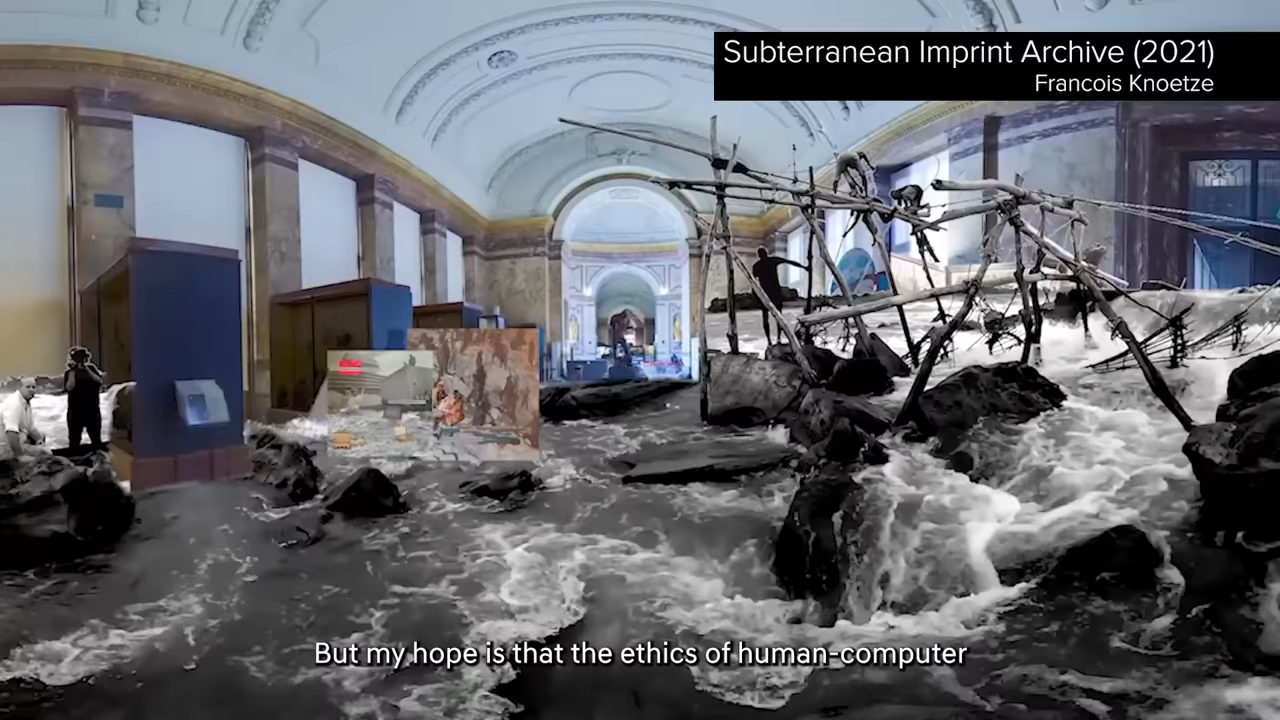 Subterranean Imprint Archive (2021)
Francois Knoetze
But my hope is that the ethics of human-computer